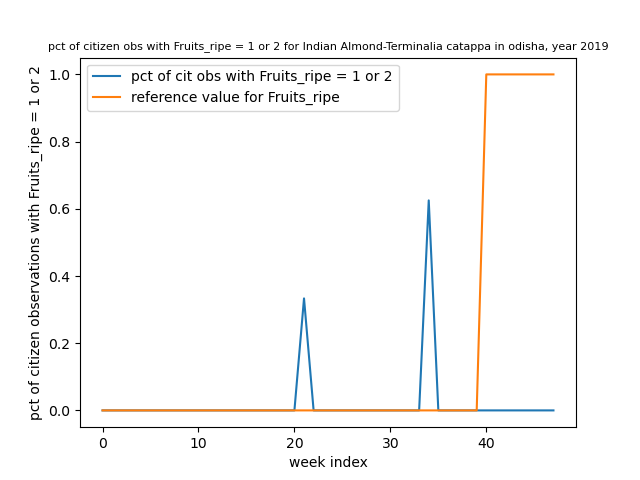 pct of citizen obs with Fruits_ripe = 1 or 2 for Indian Almond-Terminalia catappa in odisha, year 2019
pct of cit obs with Fruits_ripe = 1 or 2
reference value for Fruits_ripe
pct of citizen observations with Fruits_ripe = 1 or 2
1.0
0.8
0.6
0.4
0.2
0.0
0 10 20 30 40
week index